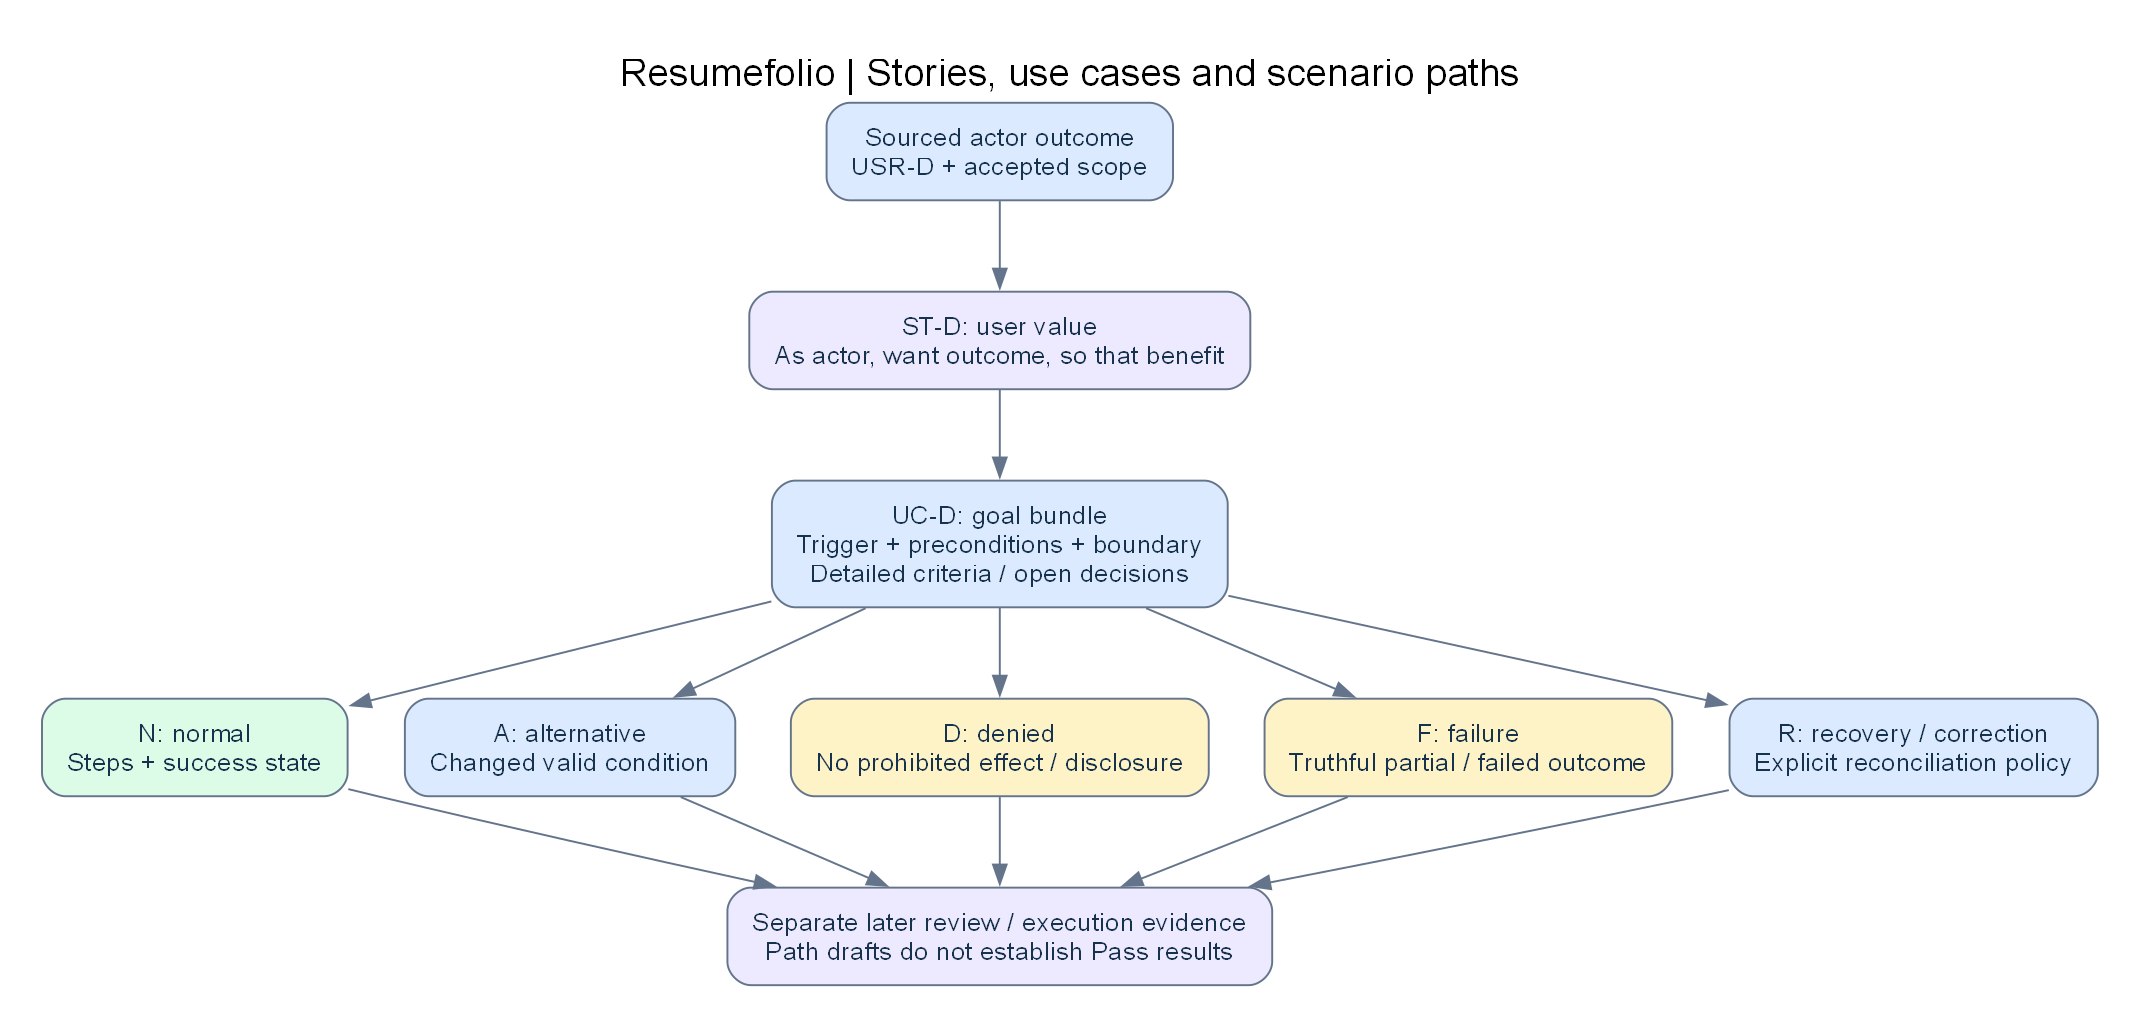 Resumefolio | Stories, use cases and scenario paths
Sourced actor outcome
USR-D + accepted scope
ST-D: user value
As actor, want outcome, so that benefit
UC-D: goal bundle
Trigger + preconditions + boundary
Detailed criteria / open decisions
N: normal
Steps + success state
A: alternative
Changed valid condition
D: denied
No prohibited effect / disclosure
F: failure
Truthful partial / failed outcome
R: recovery / correction
Explicit reconciliation policy
Separate later review / execution evidence
Path drafts do not establish Pass results